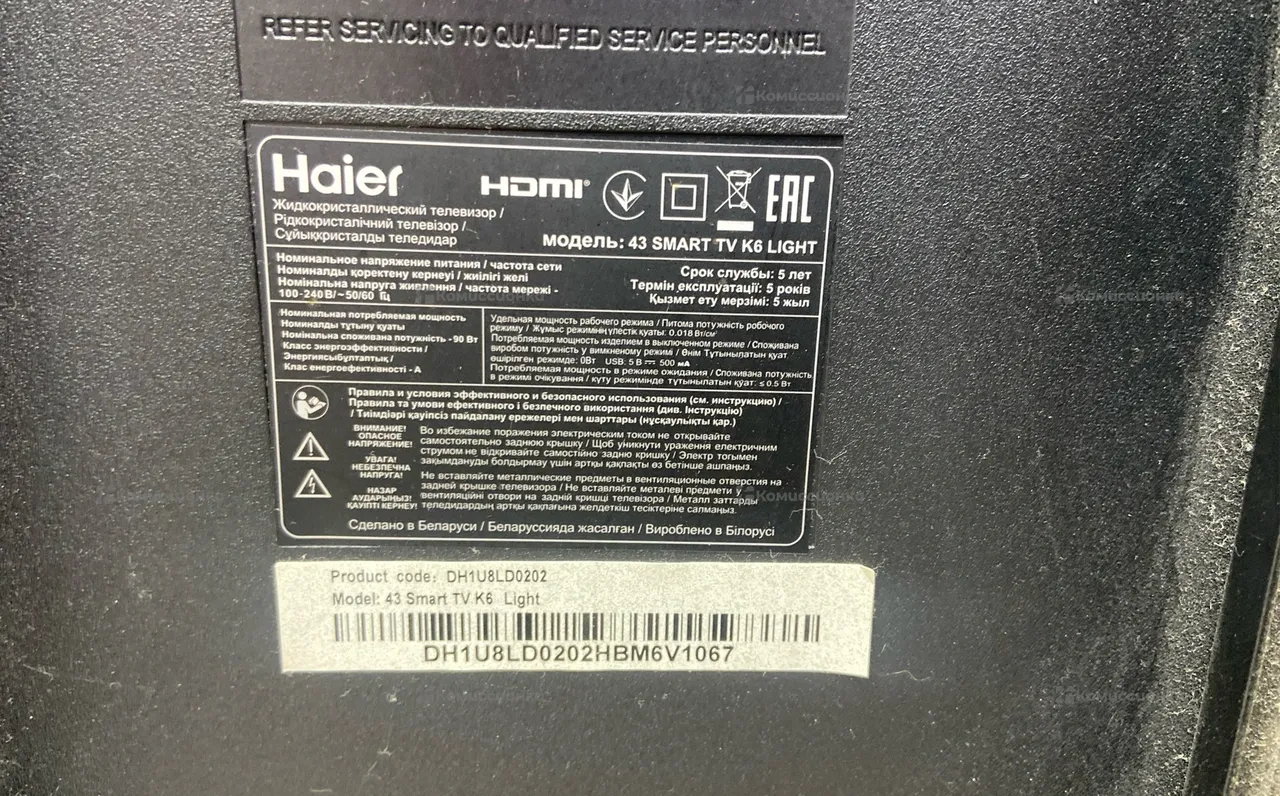 REFER SERVICING TO QUALIFIED SERVICE PERSONNEL
Haier
HDMI
EAC
Жидкокристаллический телевизор /
Рідкокристалічний телевізор /
Сұйыққристалды теледидар
модель: 43 SMART TV K6 LIGHT
Номинальное напряжение питания / частота сети
Номиналды қоректену кернеуі / жиілігі желі
Номінальна напруга живлення / частота мережі -
100-240 В/~50/60 Гц
Срок службы: 5 лет
Термін експлуатації: 5 років
Қызмет ету мерзімі: 5 жыл
Номинальная потребляемая мощность
Номиналды тұтыну қуаты
Номінальна споживана потужність -90 Вт
Класс энергоэффективности /
Энергиясыбұлтаптық /
Клас енергоефективності - А
Удельная мощность рабочего режима / Питома потужність робочого
режиму / Жұмыс режимінің үлестік қуаты: 0.018 Вт/см²
Потребляемая мощность изделием в выключенном режиме / Споживана
виробом потужність у вимкненому режимі / Өнім Тұтынылатын қуат
өшірілген режимде: 0Вт USB: 5 В 500 мА
Потребляемая мощность в режиме ожидания / Споживана потужність
в режимі очікування / күту режимінде тұтынылатын қуат: ≤ 0.5 Вт
Правила и условия эффективного и безопасного использования (см. инструкцию) /
Правила та умови ефективного і безпечного використання (див. Інструкцію)
/ Тиімдіәрі қауіпсіз пайдалану ережелері мен шарттары (нұсқаулықты қар.)
ВНИМАНИЕ!
ОПАСНОЕ
НАПРЯЖЕНИЕ!
УВАГА!
НЕБЕЗПЕЧНА
НАПРУГА!
НАЗАР
АУДАРЫҢЫЗ!
ҚАУІПТІ КЕРНЕУ!
Во избежание поражения электрическим током не открывайте
самостоятельно заднюю крышку / Щоб уникнути ураження електричним
струмом не відкривайте самостійно задню кришку / Электр тогымен
зақымдануды болдырмау үшін артқы қақпақты өз бетінше ашпаңыз.
Не вставляйте металлические предметы в вентиляционные отверстия на
задней крышке телевизора / Не вставляйте металеві предмети у
вентиляційні отвори на задній кришці телевізора / Металл заттарды
теледидардың артқы қақпағына желдеткіш тесіктеріне салмаңыз.
Сделано в Беларуси / Беларуссияда жасалған / Вироблено в Білорусі
Product code: DH1U8LD0202
Model: 43 Smart TV K6 Light
DH1U8LD0202HBM6V1067
Комиссионка
Комиссионка
Комиссионка
Комиссионка